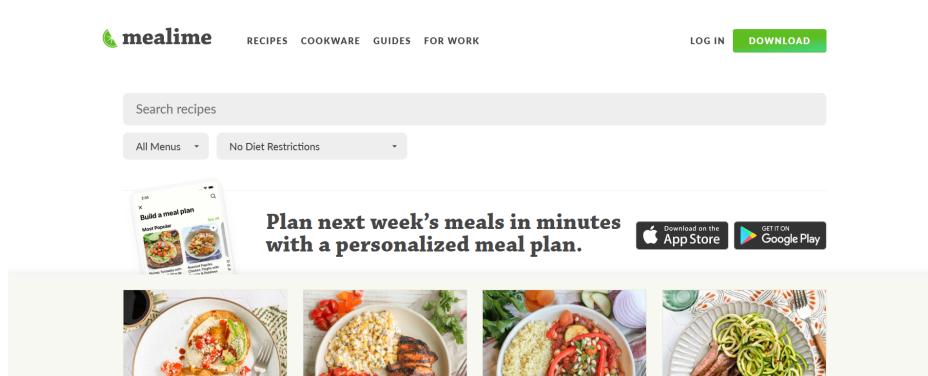 mealime
RECIPES COOKWARE GUIDES FOR WORK
LOG IN DOWNLOAD
Search recipes
All Menus No Diet Restrictions
Build a meal plan
Most Popular See all
Plan next week's meals in minutes
with a personalized meal plan.
Download on the
App Store
GET IT ON
Google Play